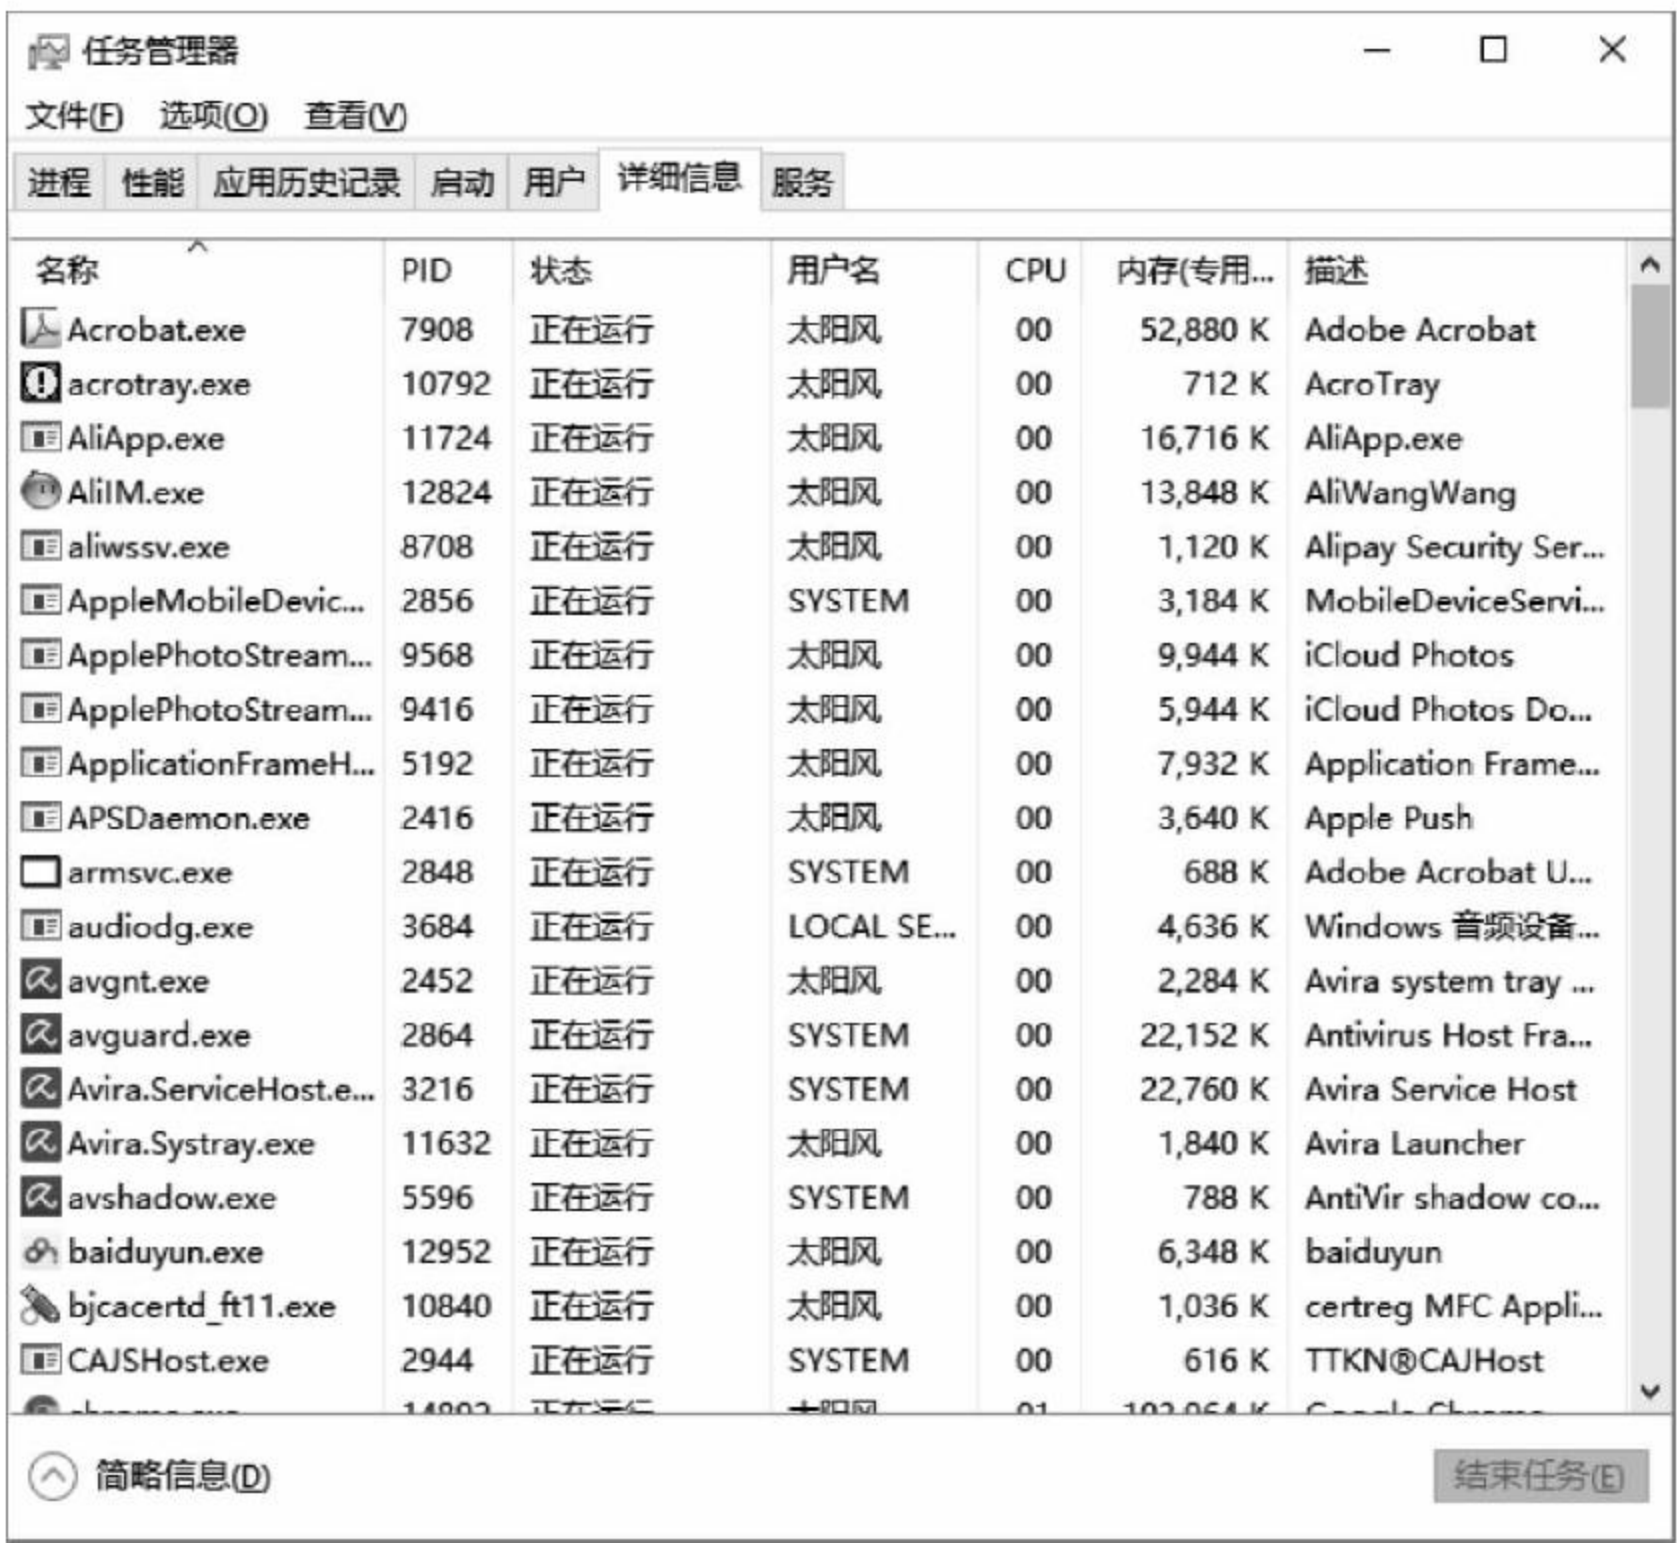 任务管理器
文件(F) 选项(O) 查看(V)
进程 性能 应用历史记录 启动 用户 详细信息 服务
名称 PID 状态 用户名 CPU 内存(专用... 描述
Acrobat.exe 7908 正在运行 太阳风 00 52,880 K Adobe Acrobat
acrotray.exe 10792 正在运行 太阳风 00 712 K AcroTray
AliApp.exe 11724 正在运行 太阳风 00 16,716 K AliApp.exe
AliIM.exe 12824 正在运行 太阳风 00 13,848 K AliWangWang
aliwssv.exe 8708 正在运行 太阳风 00 1,120 K Alipay Security Ser...
AppleMobileDevic... 2856 正在运行 SYSTEM 00 3,184 K MobileDeviceServi...
ApplePhotoStream... 9568 正在运行 太阳风 00 9,944 K iCloud Photos
ApplePhotoStream... 9416 正在运行 太阳风 00 5,944 K iCloud Photos Do...
ApplicationFrameH... 5192 正在运行 太阳风 00 7,932 K Application Frame...
APSDaemon.exe 2416 正在运行 太阳风 00 3,640 K Apple Push
armsvc.exe 2848 正在运行 SYSTEM 00 688 K Adobe Acrobat U...
audiodg.exe 3684 正在运行 LOCAL SE... 00 4,636 K Windows 音频设备...
avgnt.exe 2452 正在运行 太阳风 00 2,284 K Avira system tray ...
avguard.exe 2864 正在运行 SYSTEM 00 22,152 K Antivirus Host Fra...
Avira.ServiceHost.e... 3216 正在运行 SYSTEM 00 22,760 K Avira Service Host
Avira.Systray.exe 11632 正在运行 太阳风 00 1,840 K Avira Launcher
avshadow.exe 5596 正在运行 SYSTEM 00 788 K AntiVir shadow co...
baiduyun.exe 12952 正在运行 太阳风 00 6,348 K baiduyun
bjcacertd_ft11.exe 10840 正在运行 太阳风 00 1,036 K certreg MFC Appli...
CAJSHost.exe 2944 正在运行 SYSTEM 00 616 K TTKN®CAJHost
简略信息(D) 结束任务(E)